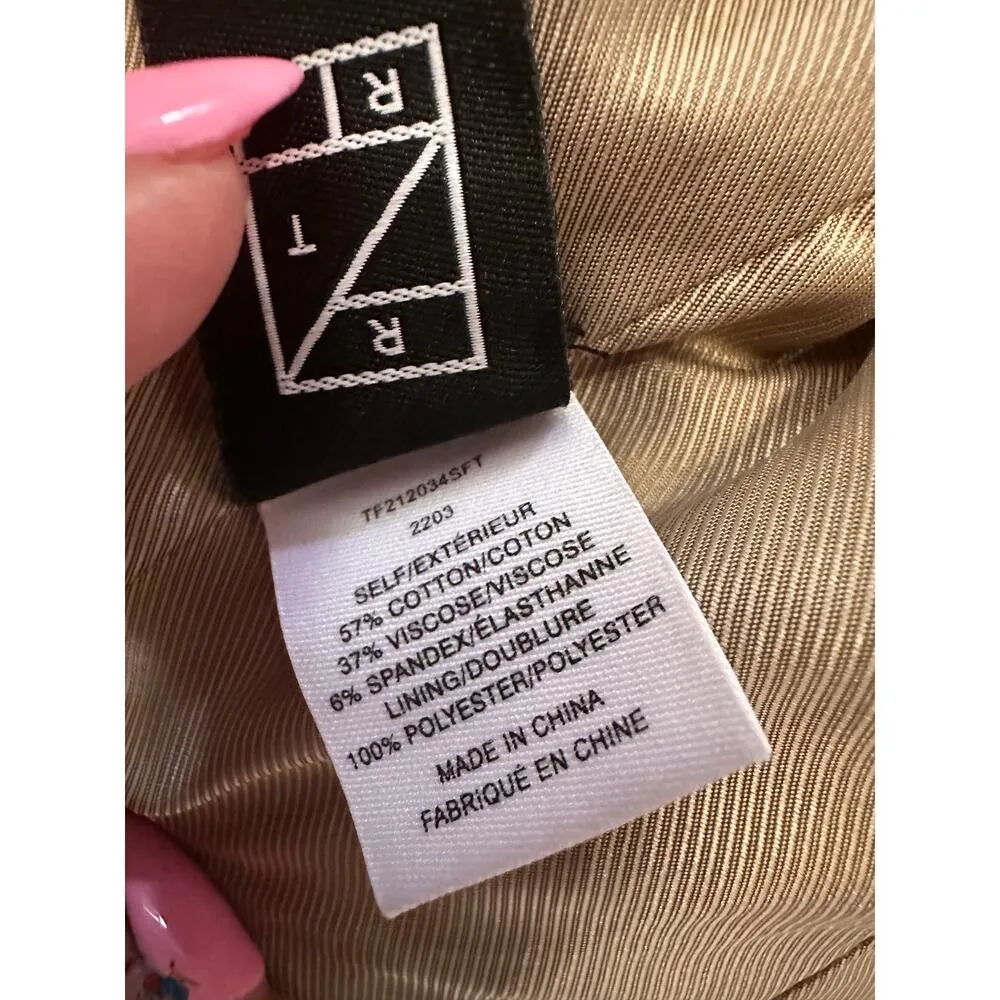 R
T
R
TF212034SFT
2203
SELF/EXTÉRIEUR
57% COTTON/COTON
37% VISCOSE/VISCOSE
6% SPANDEX/ÉLASTHANNE
LINING/DOUBLURE
100% POLYESTER/POLYESTER
MADE IN CHINA
FABRIQUÉ EN CHINE